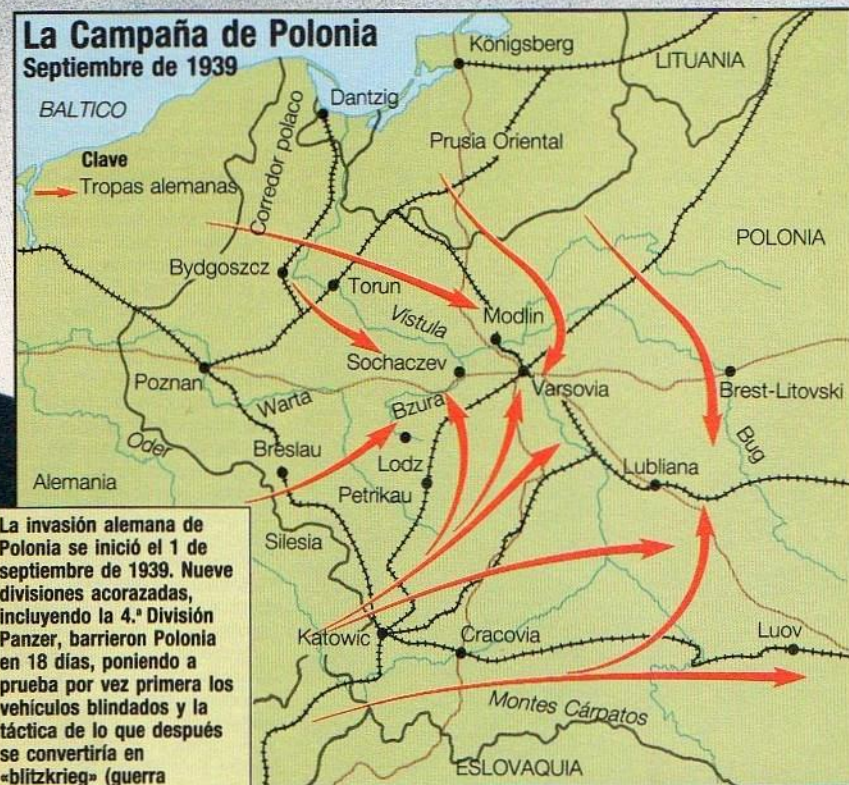 La Campaña de Polonia
Septiembre de 1939
BALTICO
Clave
Tropas alemanas
Corredor polaco
Dantzig
Königsberg
LITUANIA
Prusia Oriental
POLONIA
Bydgoszcz
Torun
Vístula
Modlin
Sochaczev
Poznan
Varsovia
Brest-Litovski
Warta
Bzura
Oder
Breslau
Lodz
Bug
Alemania
Petrikau
Lubliana
Silesia
Katowic
Cracovia
Luov
Montes Cárpatos
ESLOVAQUIA
La invasión alemana de
Polonia se inició el 1 de
septiembre de 1939. Nueve
divisiones acorazadas,
incluyendo la 4.ª División
Panzer, barrieron Polonia
en 18 días, poniendo a
prueba por vez primera los
vehículos blindados y la
táctica de lo que después
se convertiría en
«blitzkrieg» (guerra